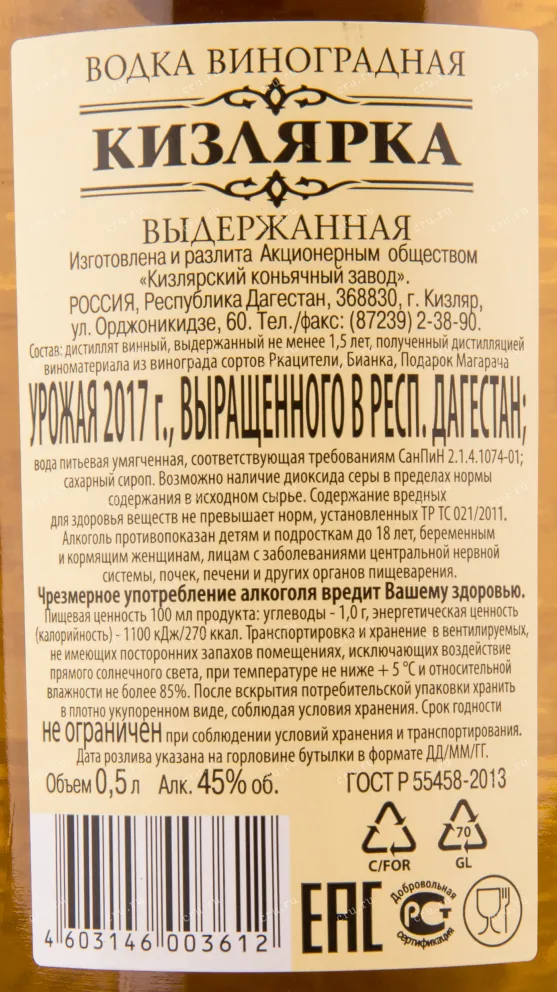 ВОДКА ВИНОГРАДНАЯ
КИЗЛЯРКА
ВЫДЕРЖАННАЯ
Изготовлена и разлита Акционерным обществом
«Кизлярский коньячный завод».
РОССИЯ, Республика Дагестан, 368830, г. Кизляр,
ул. Орджоникидзе, 60. Тел./факс: (87239) 2-38-90.
Состав: дистиллят винный, выдержанный не менее 1,5 лет, полученный дистилляцией
виноматериала из винограда сортов Ркацители, Бианка, Подарок Магарача
УРОЖАЯ 2017 г., ВЫРАЩЕННОГО В РЕСП. ДАГЕСТАН;
вода питьевая умягченная, соответствующая требованиям СанПиН 2.1.4.1074-01;
сахарный сироп. Возможно наличие диоксида серы в пределах нормы
содержания в исходном сырье. Содержание вредных
для здоровья веществ не превышает норм, установленных ТР ТС 021/2011.
Алкоголь противопоказан детям и подросткам до 18 лет, беременным
и кормящим женщинам, лицам с заболеваниями центральной нервной
системы, почек, печени и других органов пищеварения.
Чрезмерное употребление алкоголя вредит Вашему здоровью.
Пищевая ценность 100 мл продукта: углеводы - 1,0 г, энергетическая ценность
(калорийность) - 1100 кДж/270 ккал. Транспортировка и хранение в вентилируемых,
не имеющих посторонних запахов помещениях, исключающих воздействие
прямого солнечного света, при температуре не ниже + 5 °С и относительной
влажности не более 85%. После вскрытия потребительской упаковки хранить
в плотно укупоренном виде, соблюдая условия хранения. Срок годности
не ограничен при соблюдении условий хранения и транспортирования.
Дата розлива указана на горловине бутылки в формате ДД/ММ/ГГ.
Объем 0,5 л Алк. 45% об. ГОСТ Р 55458-2013
C/FOR
70
GL
4 603146 003612
ЕАС
Добровольная
РСТ
сертификация
cru.ru